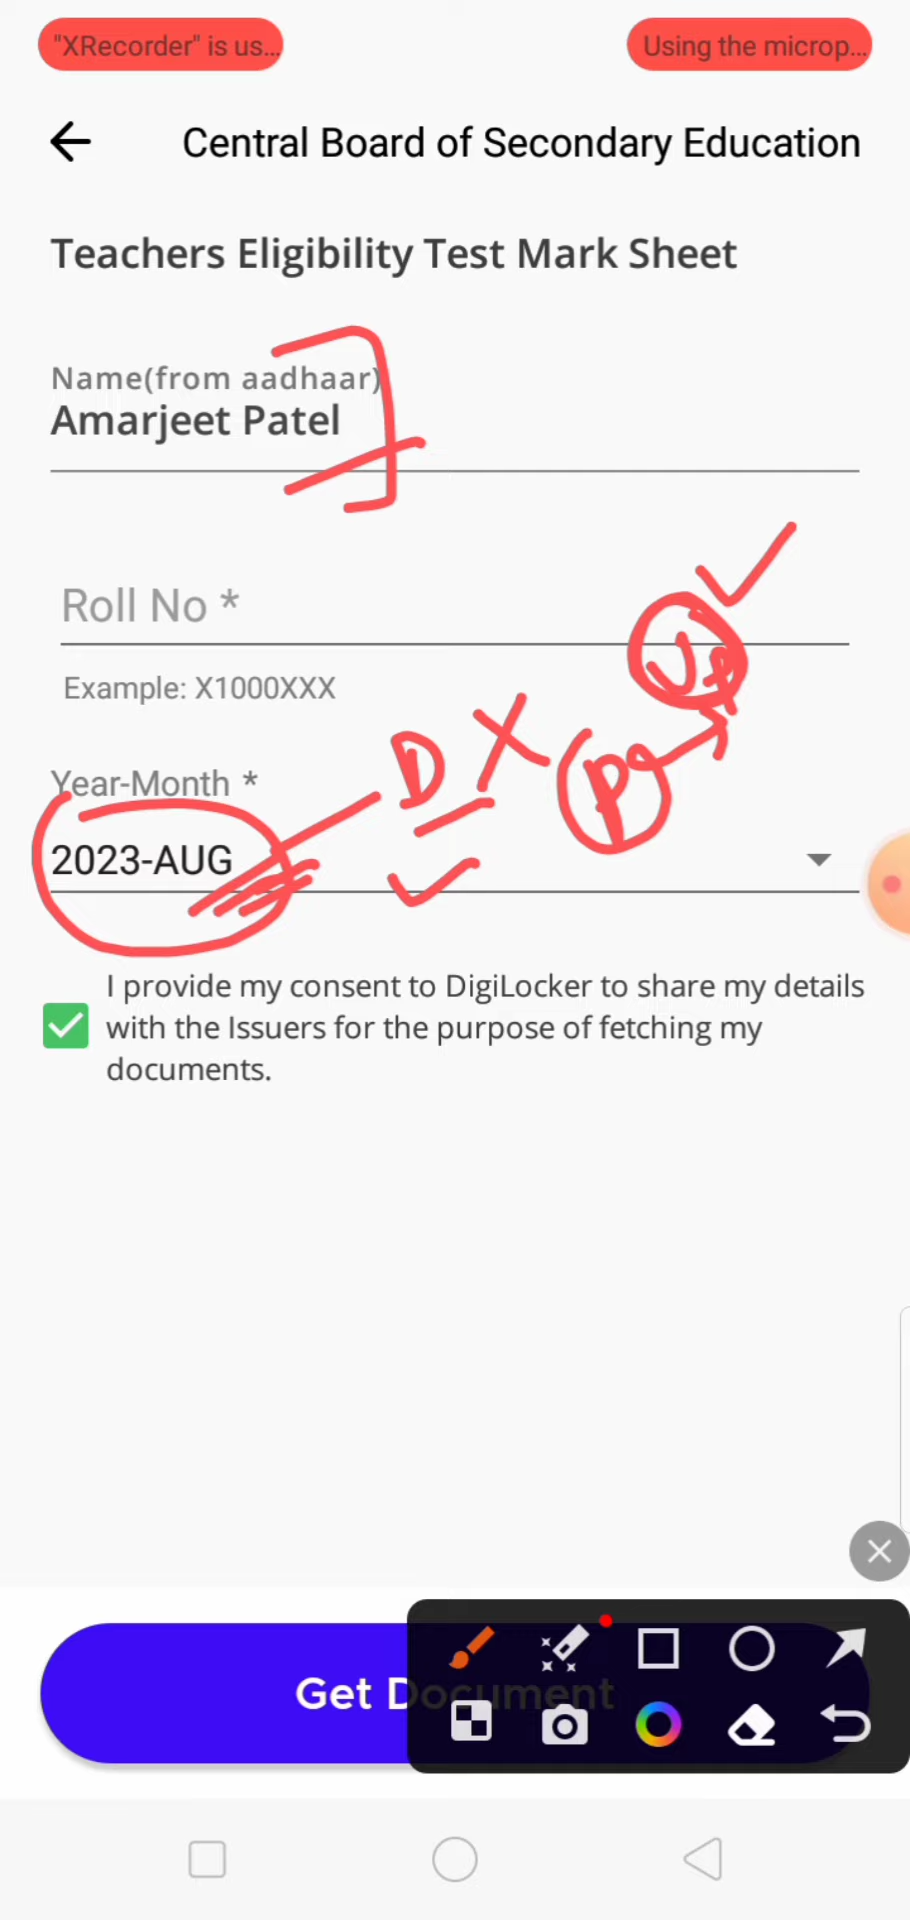 "XRecorder" is us...
Using the microp...
Central Board of Secondary Education
Teachers Eligibility Test Mark Sheet
Name(from aadhaar)
Amarjeet Patel
Roll No *
Example: X1000XXX
Year-Month *
2023-AUG
D X
I provide my consent to DigiLocker to share my details
with the Issuers for the purpose of fetching my
documents.
Get Document